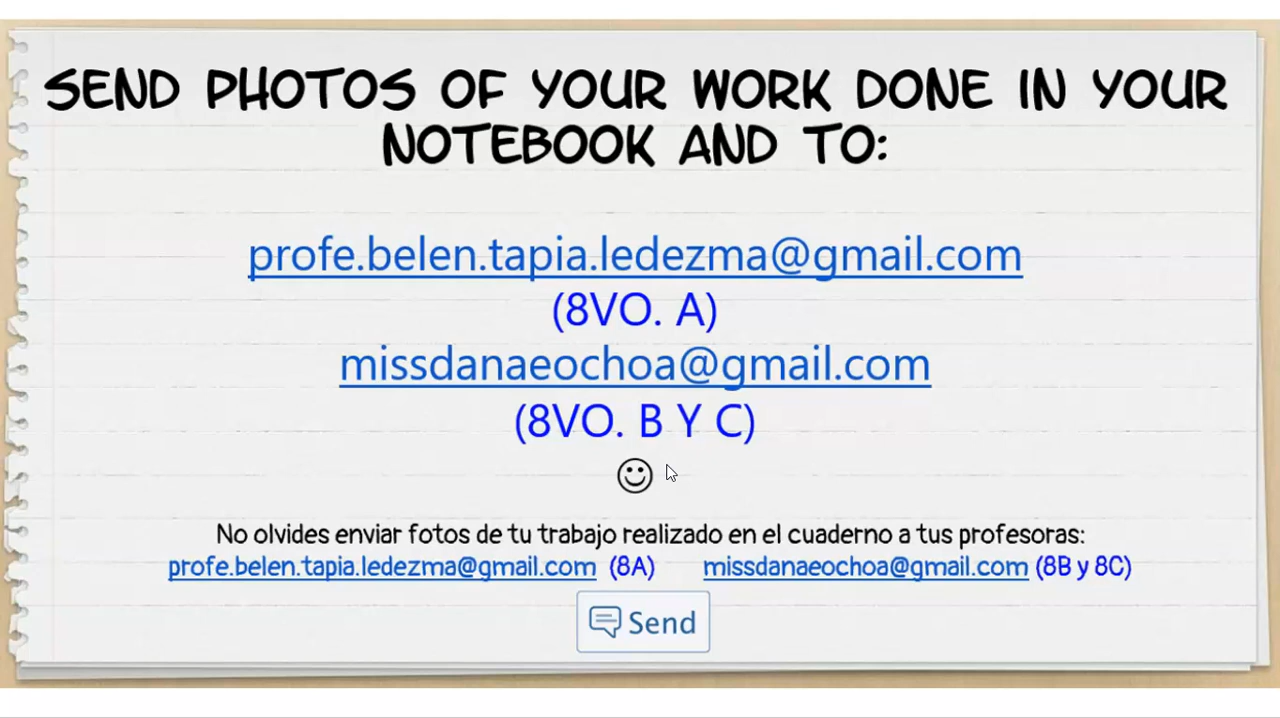 SEND PHOTOS OF YOUR WORK DONE IN YOUR
NOTEBOOK AND TO:
profe.belen.tapia.ledezma@gmail.com
(8VO. A)
missdanaeochoa@gmail.com
(8VO. B Y C)
☺
No olvides enviar fotos de tu trabajo realizado en el cuaderno a tus profesoras:
profe.belen.tapia.ledezma@gmail.com (8A) missdanaeochoa@gmail.com (8B y 8C)
Send